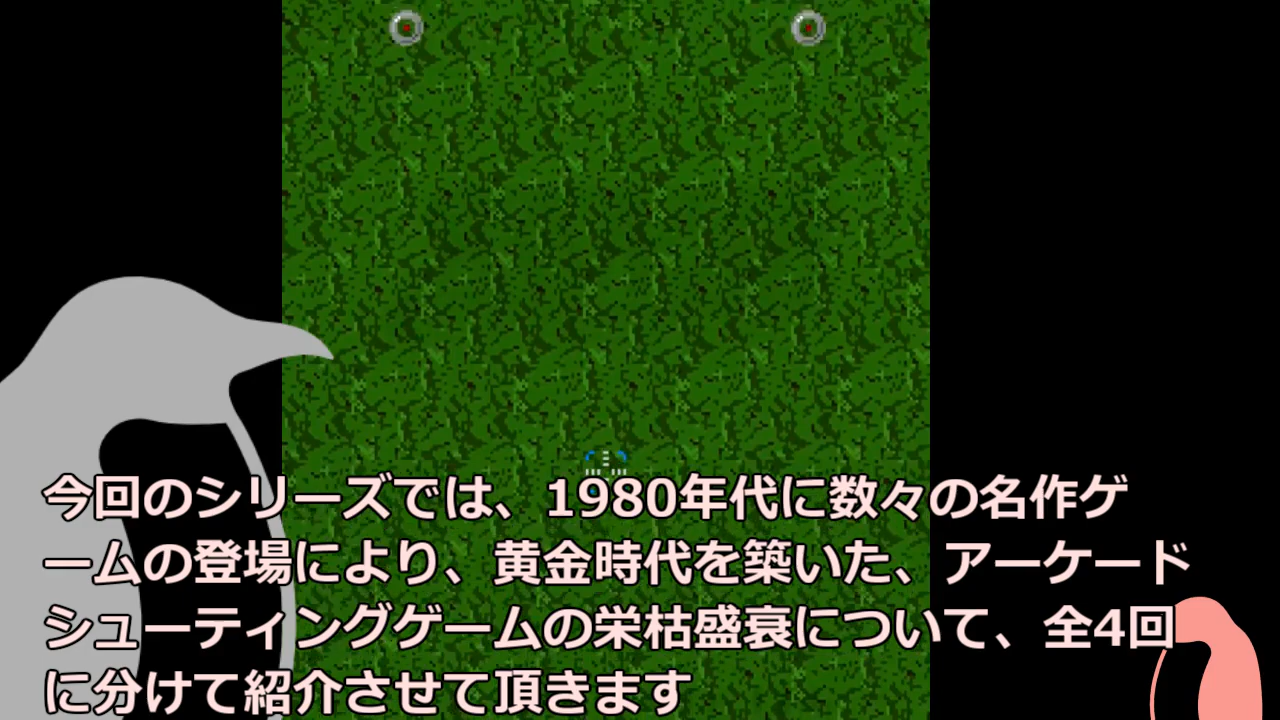 今回のシリーズでは、1980年代に数々の名作ゲ
ームの登場により、黄金時代を築いた、アーケード
シューティングゲームの栄枯盛衰について、全4回
に分けて紹介させて頂きます